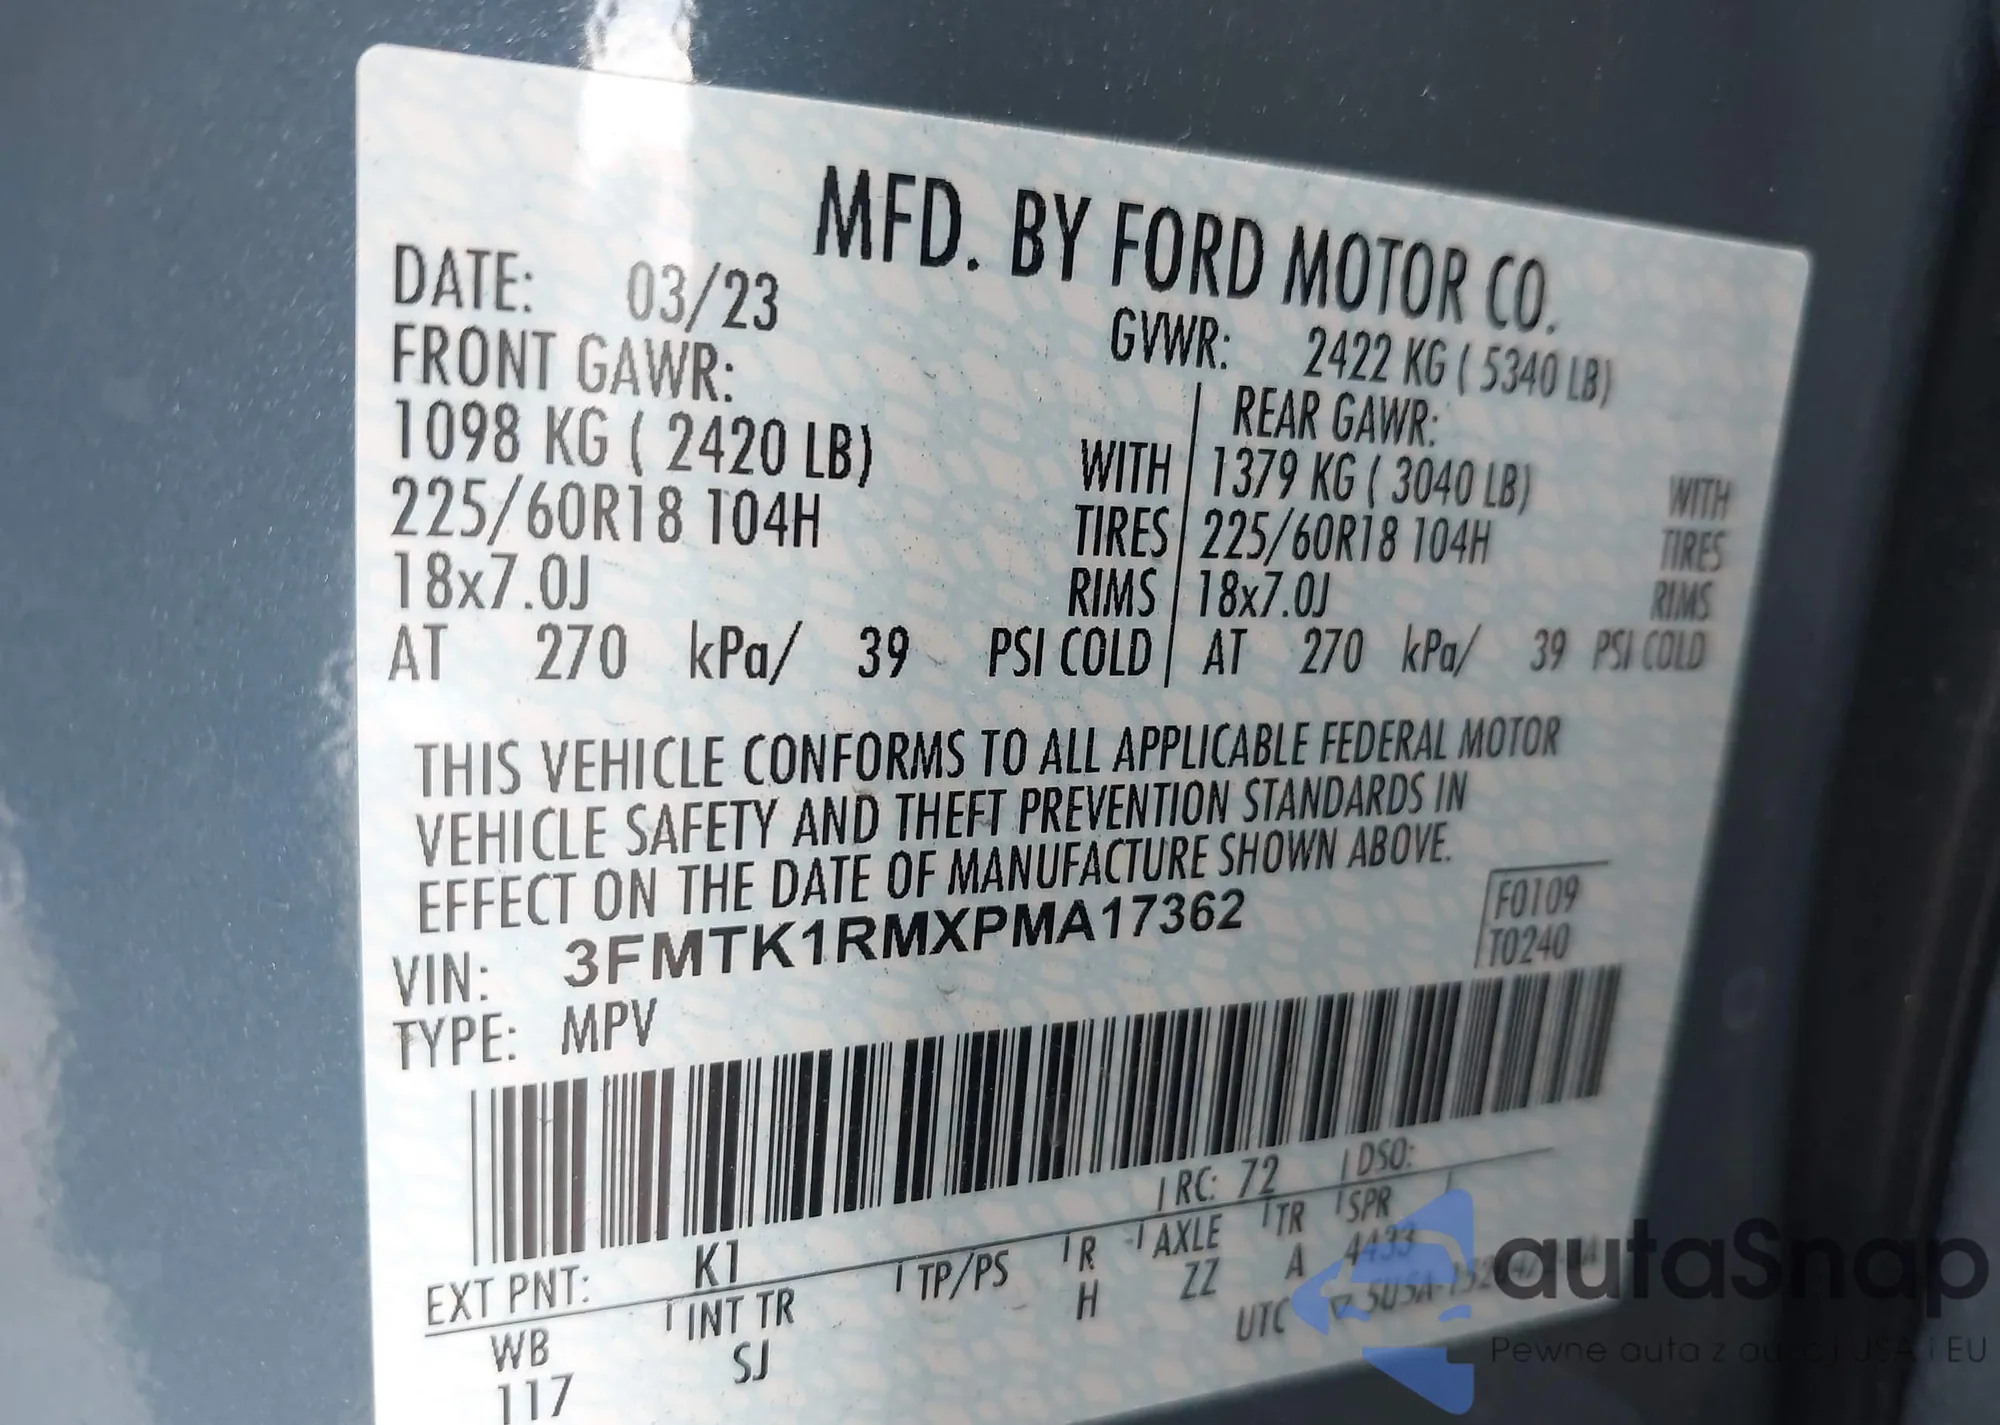 MFD. BY FORD MOTOR CO.
DATE: 03/23 GVWR: 2422 KG ( 5340 LB)
FRONT GAWR: REAR GAWR:
1098 KG ( 2420 LB) WITH 1379 KG ( 3040 LB) WITH
225/60R18 104H TIRES 225/60R18 104H TIRES
18x7.0J RIMS 18x7.0J RIMS
AT 270 kPa/ 39 PSI COLD AT 270 kPa/ 39 PSI COLD
THIS VEHICLE CONFORMS TO ALL APPLICABLE FEDERAL MOTOR
VEHICLE SAFETY AND THEFT PREVENTION STANDARDS IN
EFFECT ON THE DATE OF MANUFACTURE SHOWN ABOVE.
VIN: 3FMTK1RMXPMA17362 F0109
TYPE: MPV T0240
EXT PNT: K1 RC: 72 DSO:
WB INT TR TP/PS R AXLE TR SPR
117 SJ H ZZ A 4433
UTC
autaSnap
Pewne auta z USA i EU